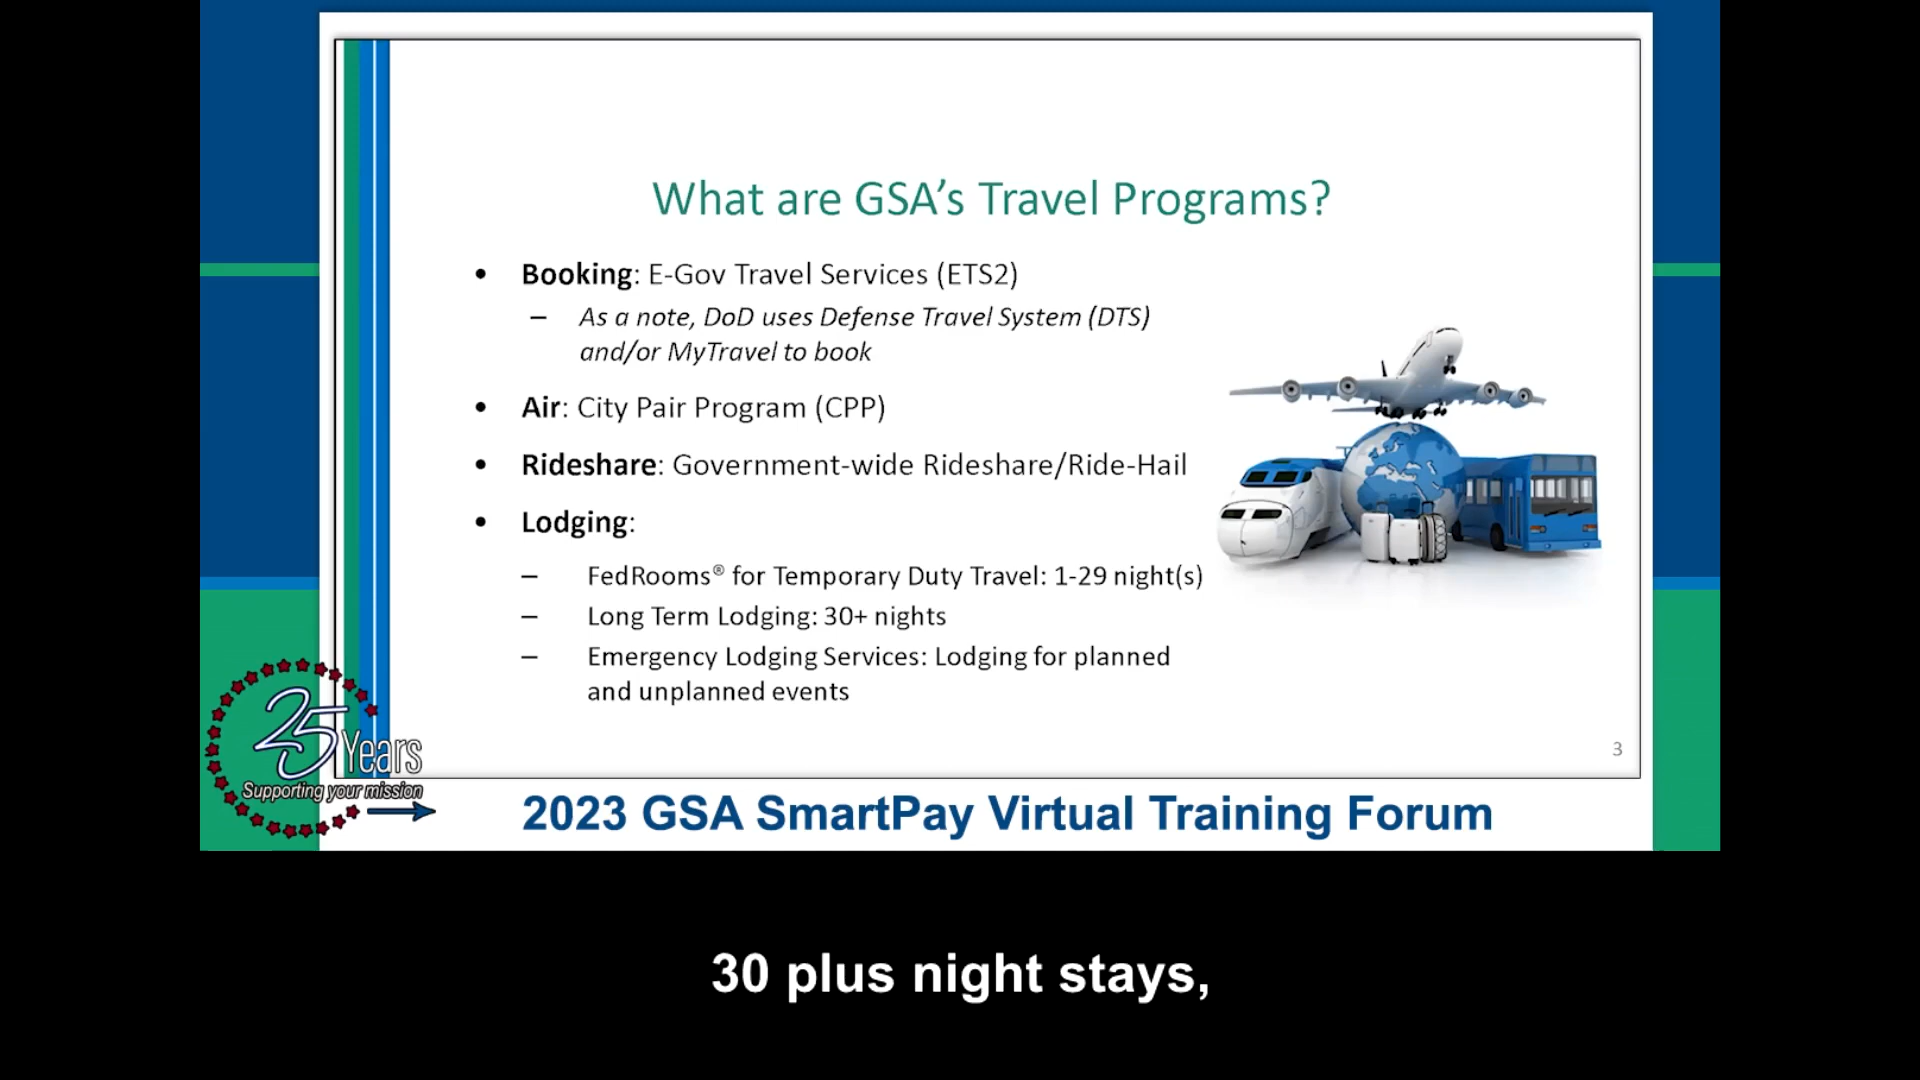 What are GSA's Travel Programs?
• Booking: E-Gov Travel Services (ETS2)
– As a note, DoD uses Defense Travel System (DTS)
and/or MyTravel to book
• Air: City Pair Program (CPP)
• Rideshare: Government-wide Rideshare/Ride-Hail
• Lodging:
– FedRooms® for Temporary Duty Travel: 1-29 night(s)
– Long Term Lodging: 30+ nights
– Emergency Lodging Services: Lodging for planned
and unplanned events
3
25
Years
Supporting your mission
2023 GSA SmartPay Virtual Training Forum
30 plus night stays,